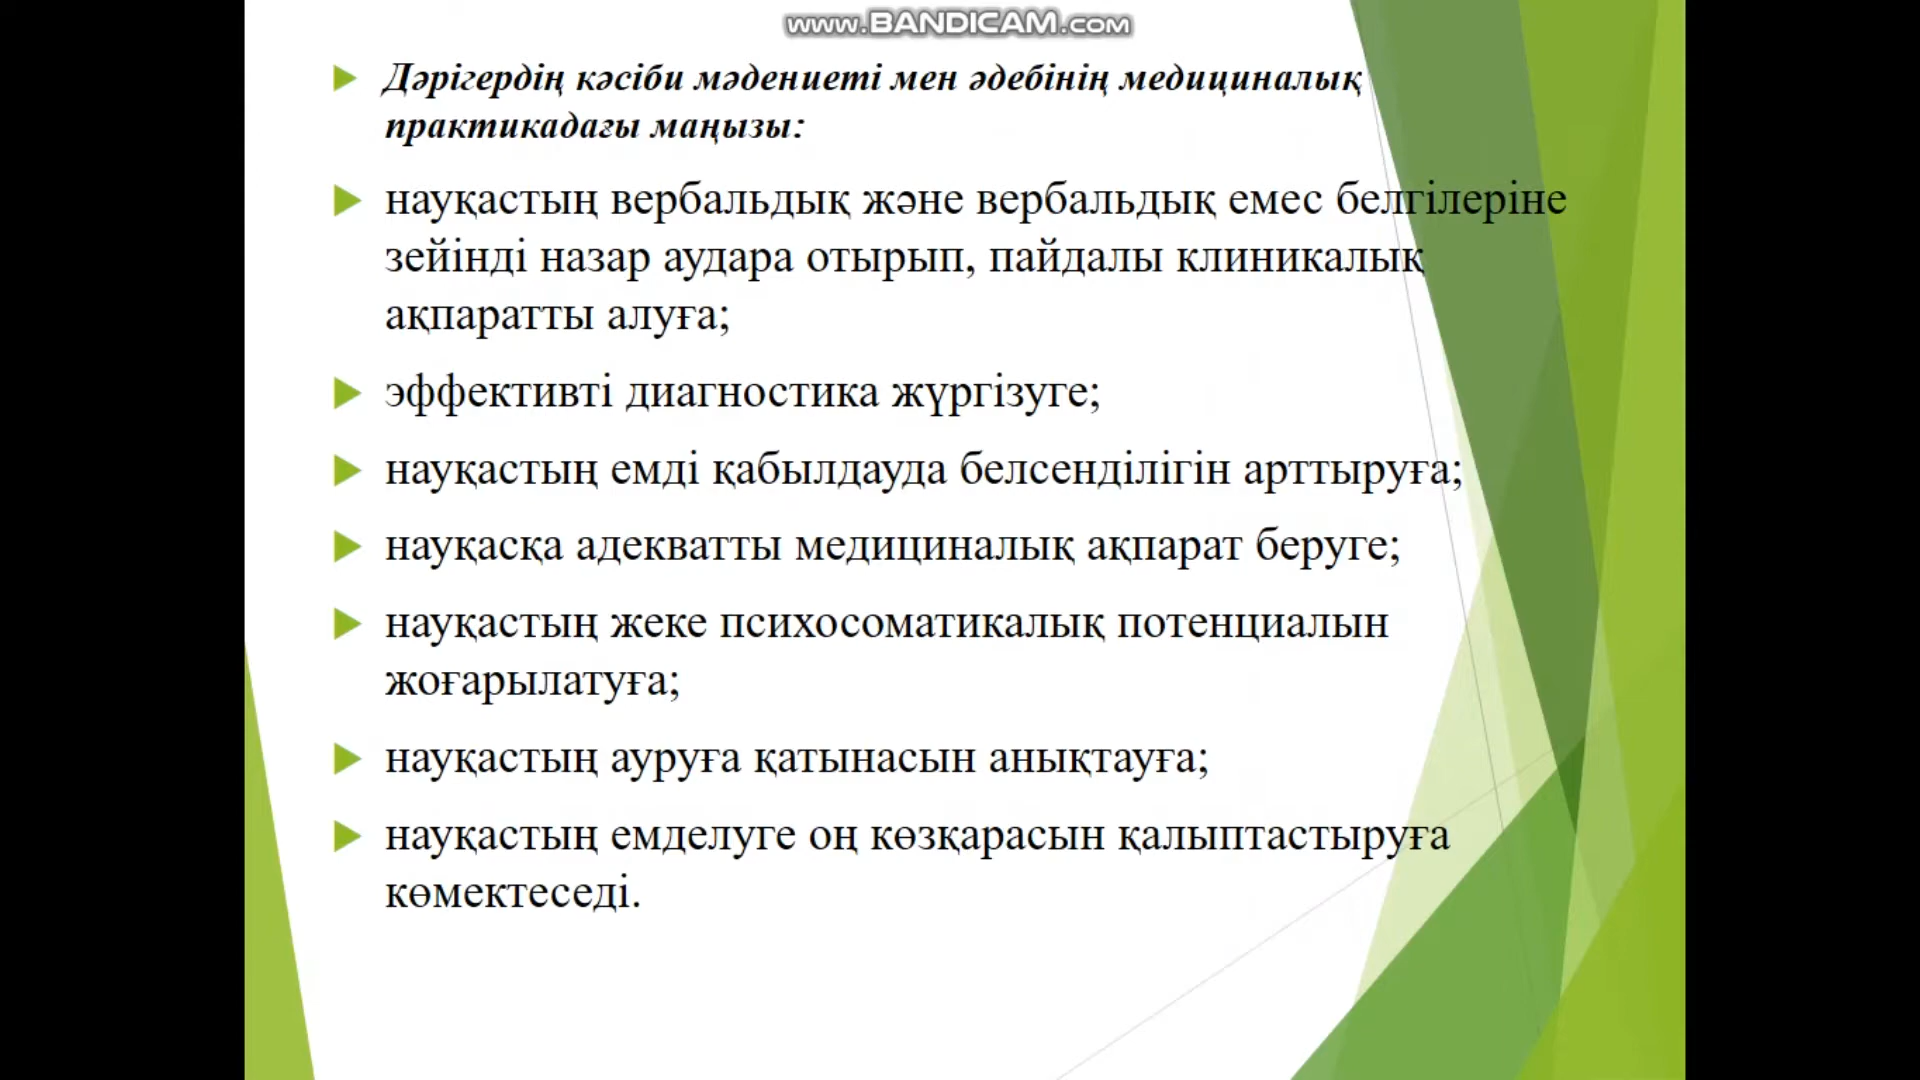 www.BANDICAM.com
Дәрігердің кәсіби мәдениеті мен әдебінің медициналық
практикадағы маңызы:
науқастың вербальдық және вербальдық емес белгілеріне
зейінді назар аудара отырып, пайдалы клиникалық
ақпаратты алуға;
эффективті диагностика жүргізуге;
науқастың емді қабылдауда белсенділігін арттыруға;
науқасқа адекватты медициналық ақпарат беруге;
науқастың жеке психосоматикалық потенциалын
жоғарылатуға;
науқастың ауруға қатынасын анықтауға;
науқастың емделуге оң көзқарасын қалыптастыруға
көмектеседі.